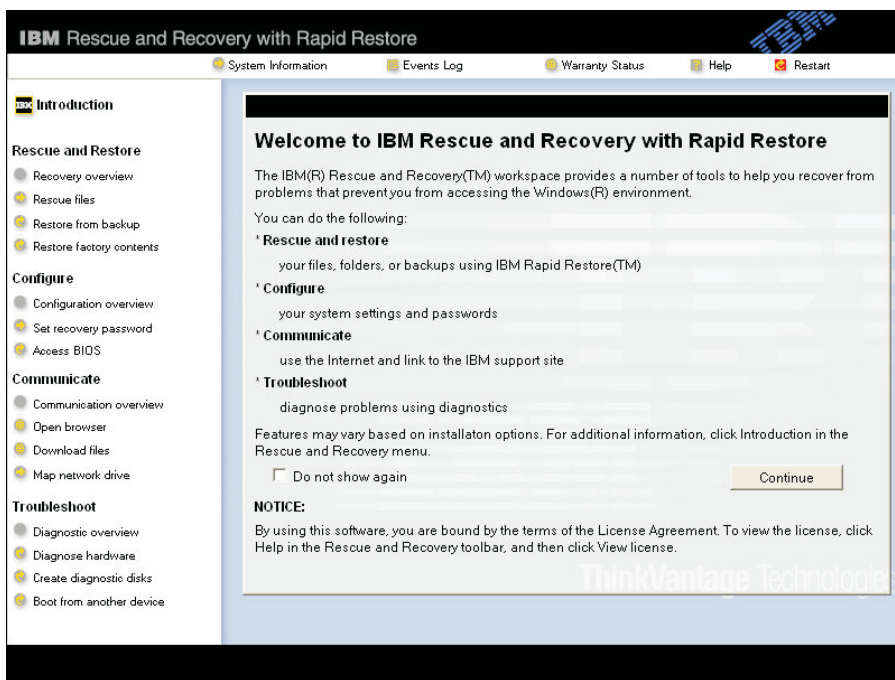 IBM Rescue and Recovery with Rapid Restore
IBM
System Information
Events Log
Warranty Status
Help
Restart
Introduction
Rescue and Restore
Recovery overview
Rescue files
Restore from backup
Restore factory contents
Configure
Configuration overview
Set recovery password
Access BIOS
Communicate
Communication overview
Open browser
Download files
Map network drive
Troubleshoot
Diagnostic overview
Diagnose hardware
Create diagnostic disks
Boot from another device
Welcome to IBM Rescue and Recovery with Rapid Restore
The IBM(R) Rescue and Recovery(TM) workspace provides a number of tools to help you recover from
problems that prevent you from accessing the Windows(R) environment.
You can do the following:
* Rescue and restore
your files, folders, or backups using IBM Rapid Restore(TM)
* Configure
your system settings and passwords
* Communicate
use the Internet and link to the IBM support site
* Troubleshoot
diagnose problems using diagnostics
Features may vary based on installaton options. For additional information, click Introduction in the
Rescue and Recovery menu.
Do not show again
Continue
NOTICE:
By using this software, you are bound by the terms of the License Agreement. To view the license, click
Help in the Rescue and Recovery toolbar, and then click View license.
ThinkVantage Technologies